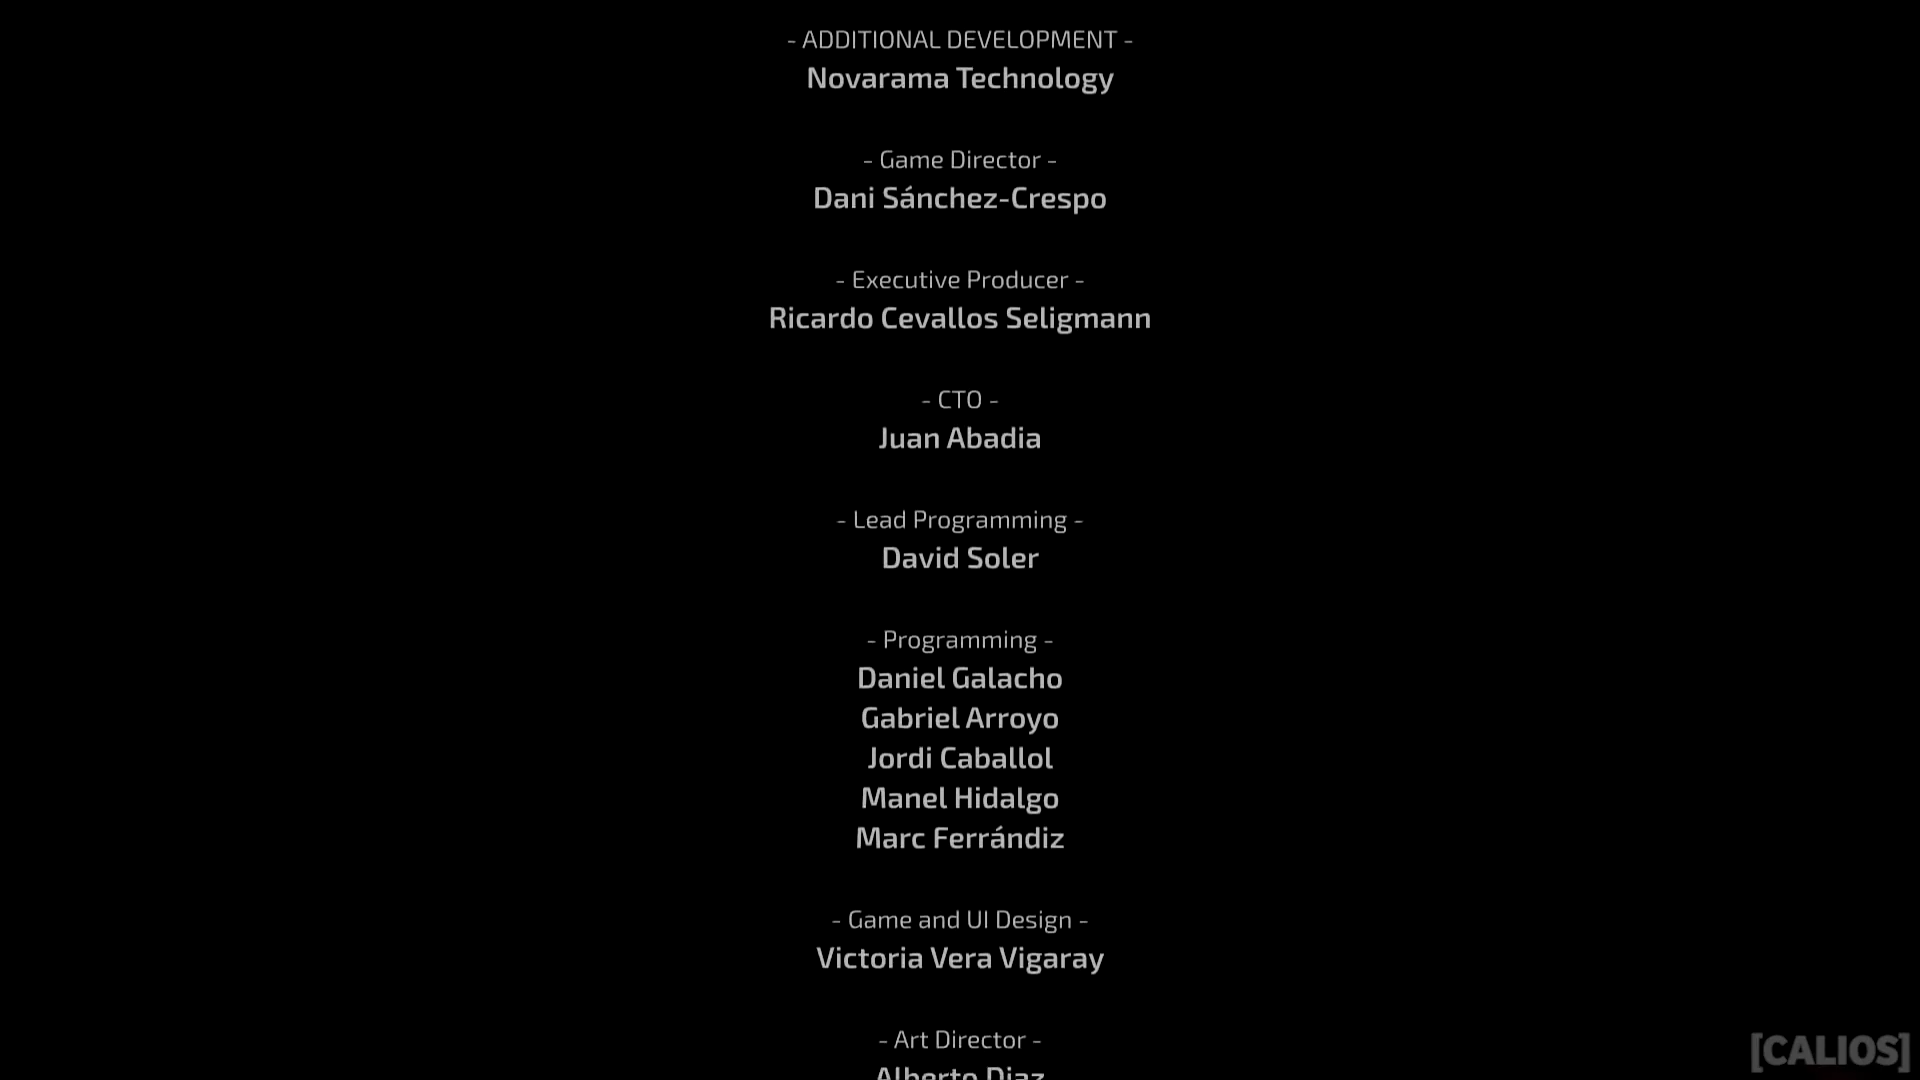 - ADDITIONAL DEVELOPMENT -
Novarama Technology
- Game Director -
Dani Sánchez-Crespo
- Executive Producer -
Ricardo Cevallos Seligmann
- CTO -
Juan Abadia
- Lead Programming -
David Soler
- Programming -
Daniel Galacho
Gabriel Arroyo
Jordi Caballol
Manel Hidalgo
Marc Ferrándiz
- Game and UI Design -
Victoria Vera Vigaray
- Art Director -
Alberto Diaz
[CALIOS]